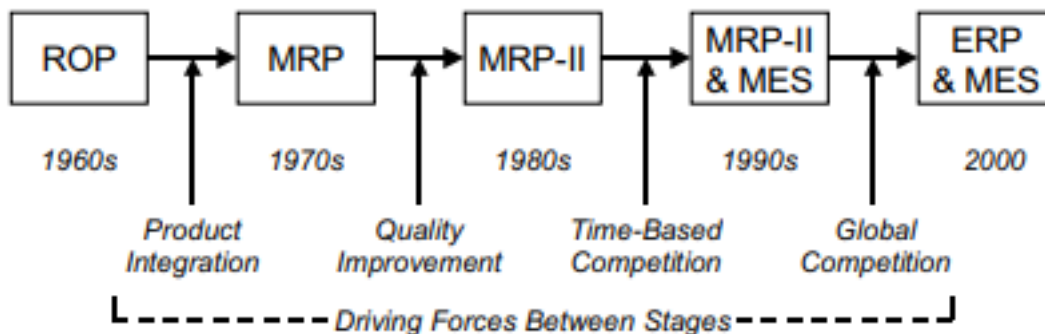 ROP
MRP
MRP-II
MRP-II
& MES
ERP
& MES
1960s
1970s
1980s
1990s
2000
Product
Integration
Quality
Improvement
Time-Based
Competition
Global
Competition
Driving Forces Between Stages